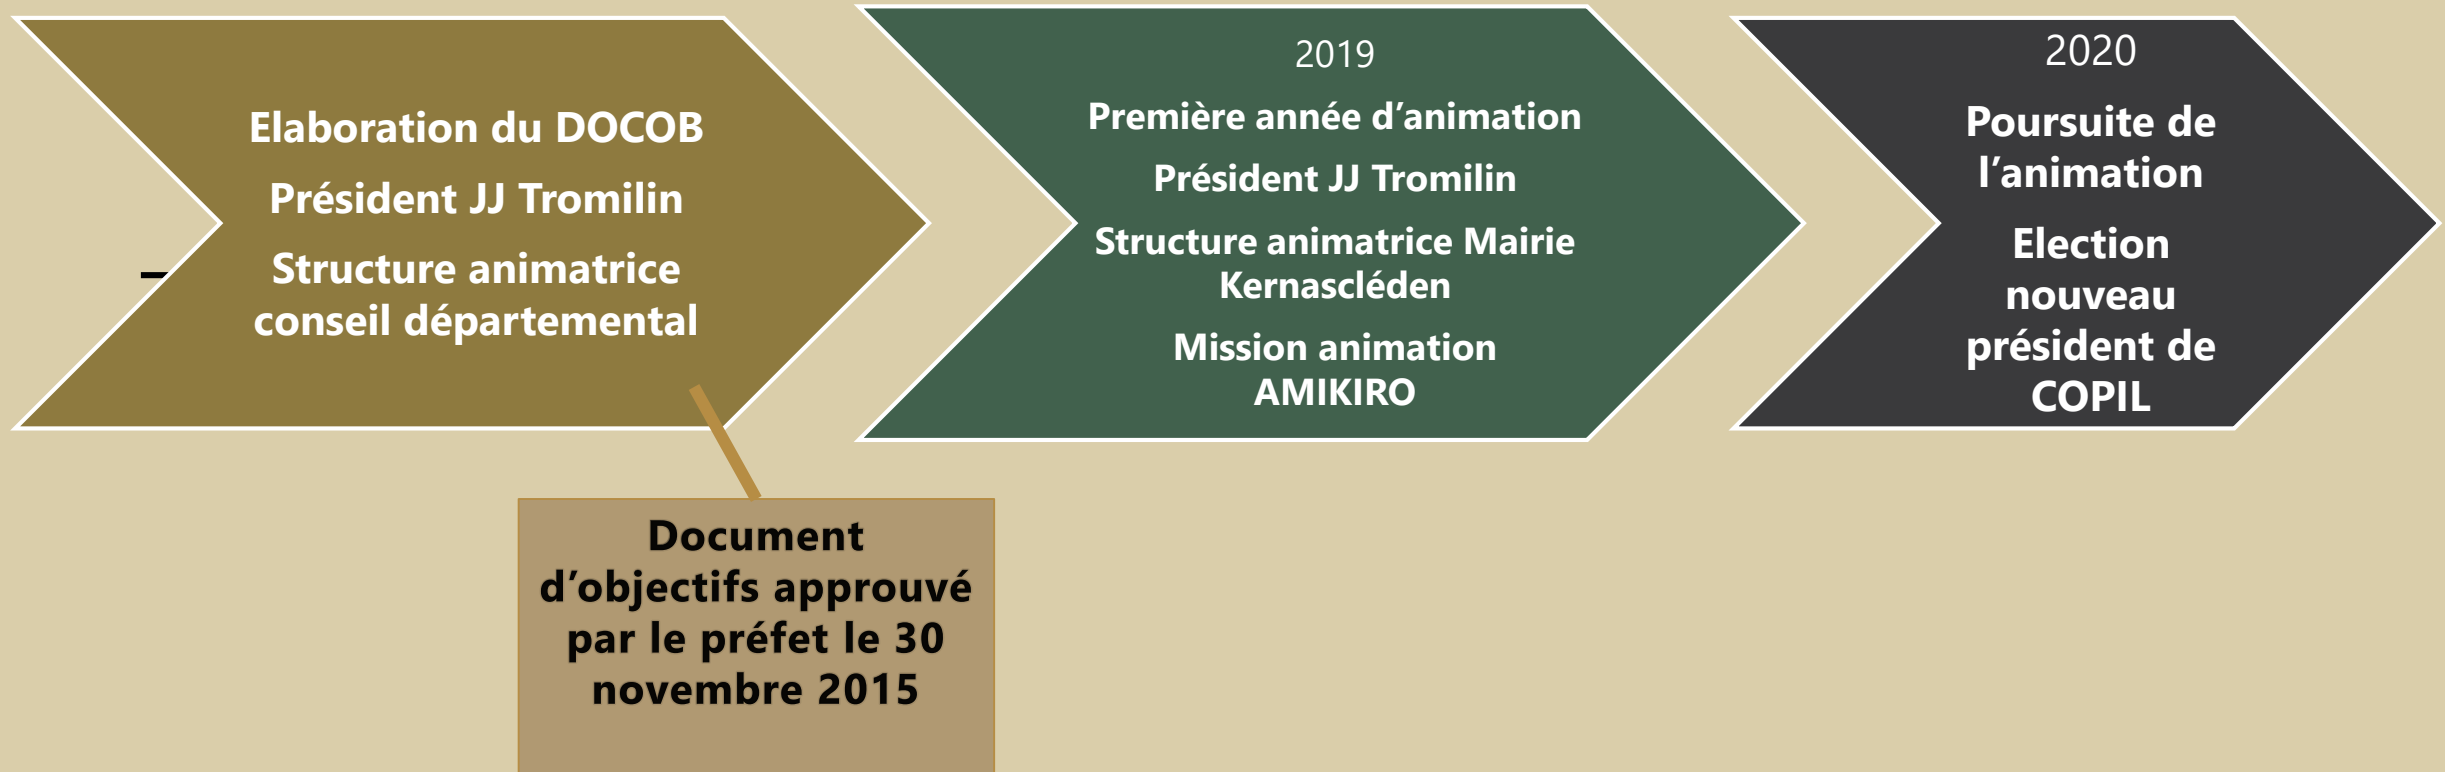 Elaboration du DOCOB
Président JJ Tromilin
Structure animatrice
conseil départemental
2019
Première année d’animation
Président JJ Tromilin
Structure animatrice Mairie
Kernascléden
Mission animation
AMIKIRO
2020
Poursuite de
l’animation
Election
nouveau
président de
COPIL
Document
d’objectifs approuvé
par le préfet le 30
novembre 2015